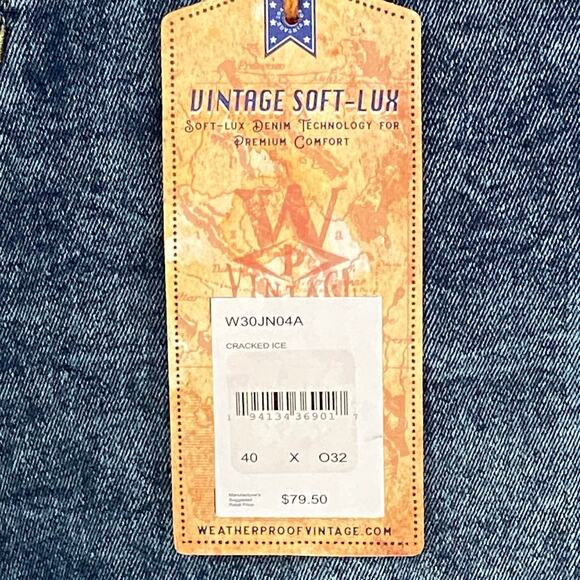 VINTAGE SOFT-LUX
SOFT-LUX DENIM TECHNOLOGY FOR
PREMIUM COMFORT
W
P
VINTAGE
W30JN04A
CRACKED ICE
1 94134 36901 7
40 X O32
Manufacturer's
Suggested
Retail Price
$79.50
WEATHERPROOFVINTAGE.COM